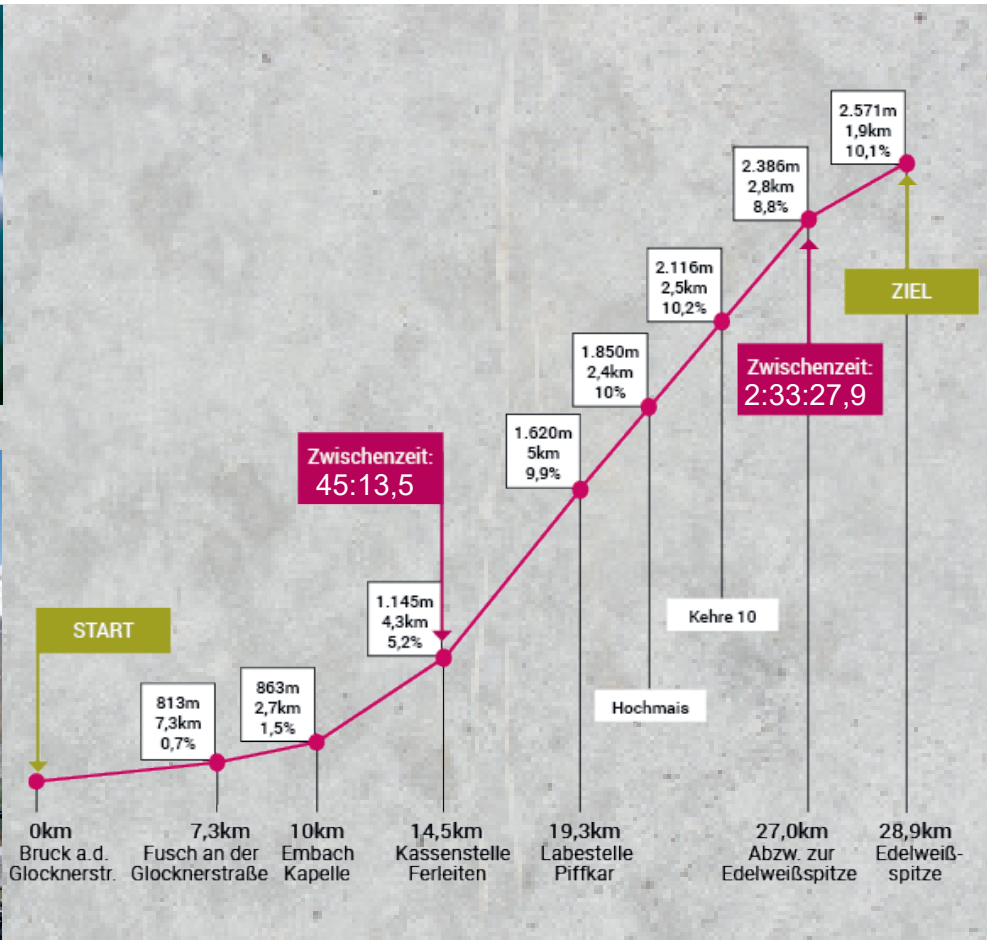 2.571m
1,9km
10,1%
2.386m
2,8km
8,8%
ZIEL
2.116m
2,5km
10,2%
1.850m
2,4km
10%
Zwischenzeit:
2:33:27,9
1.620m
5km
9,9%
Zwischenzeit:
45:13,5
1.145m
4,3km
5,2%
START
Kehre 10
863m
2,7km
1,5%
813m
7,3km
0,7%
Hochmais
0km
Bruck a.d.
Glocknerstr.
7,3km
Fusch an der
Glocknerstraße
10km
Embach
Kapelle
14,5km
Kassenstelle
Ferleiten
19,3km
Labestelle
Piffkar
27,0km
Abzw. zur
Edelweißspitze
28,9km
Edelweiß-
spitze